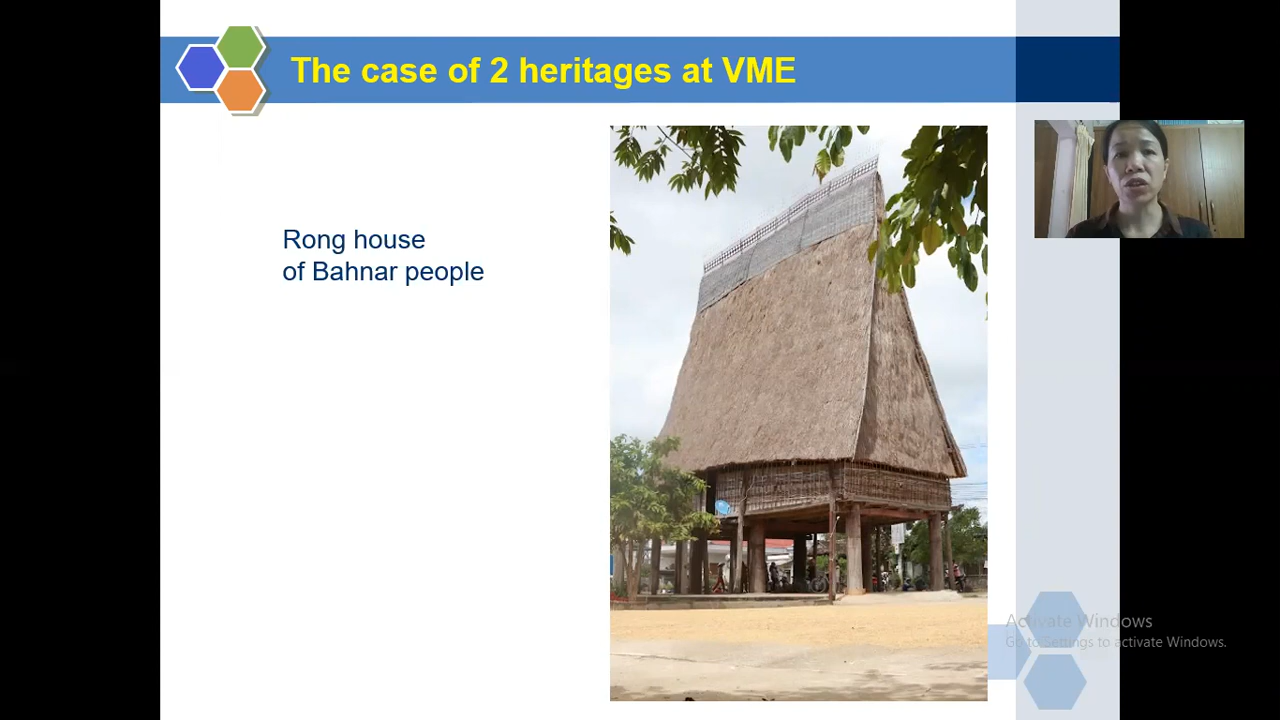 The case of 2 heritages at VME
Rong house
of Bahnar people
Activate Windows
Go to Settings to activate Windows.